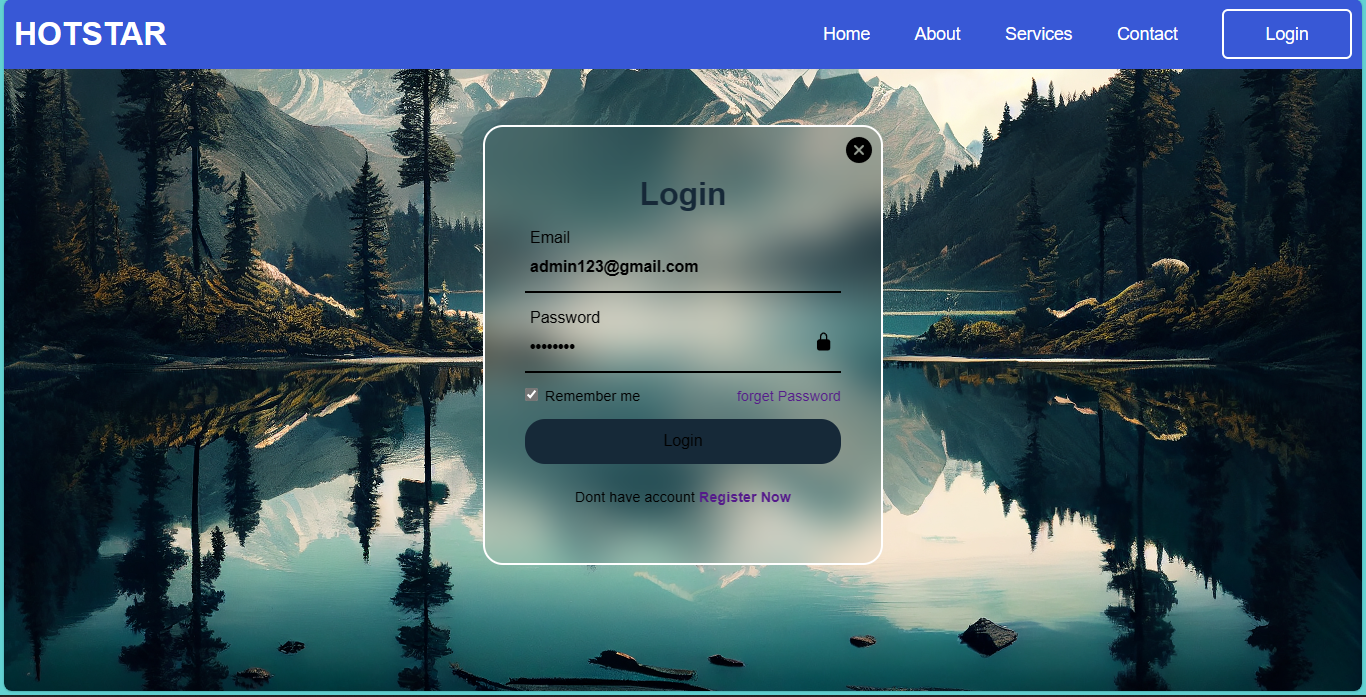 HOTSTAR Home About Services Contact Login
Login
Email
admin123@gmail.com
Password
••••••••
Remember me forget Password
Login
Dont have account Register Now